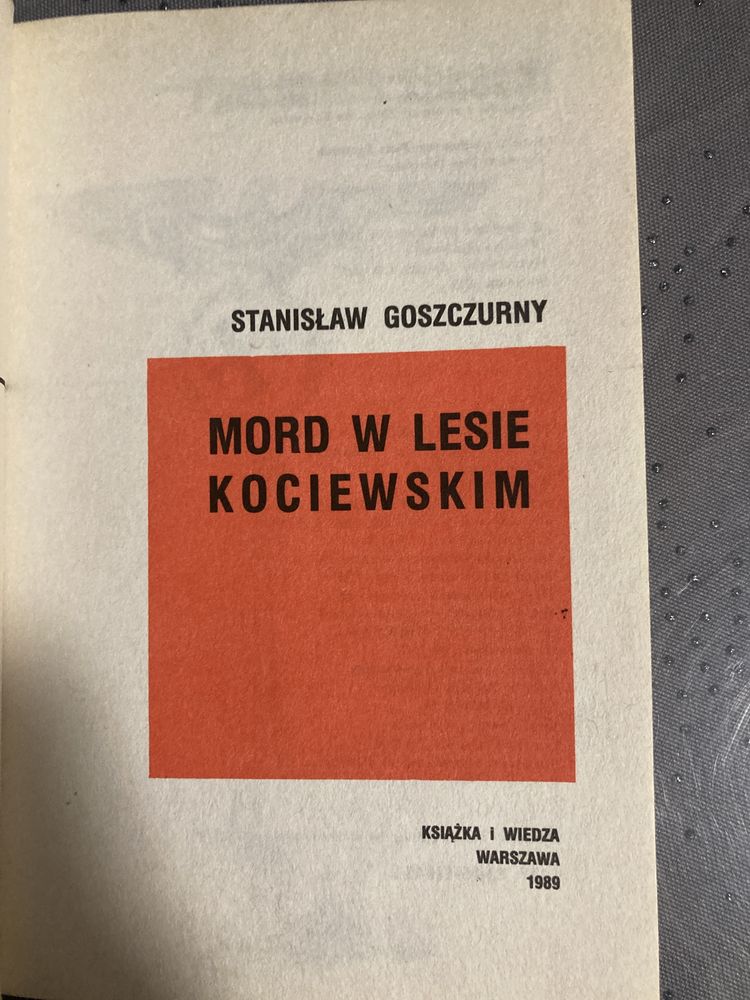 STANISŁAW GOSZCZURNY
MORD W LESIE
KOCIEWSKIM
KSIĄŻKA i WIEDZA
WARSZAWA
1989